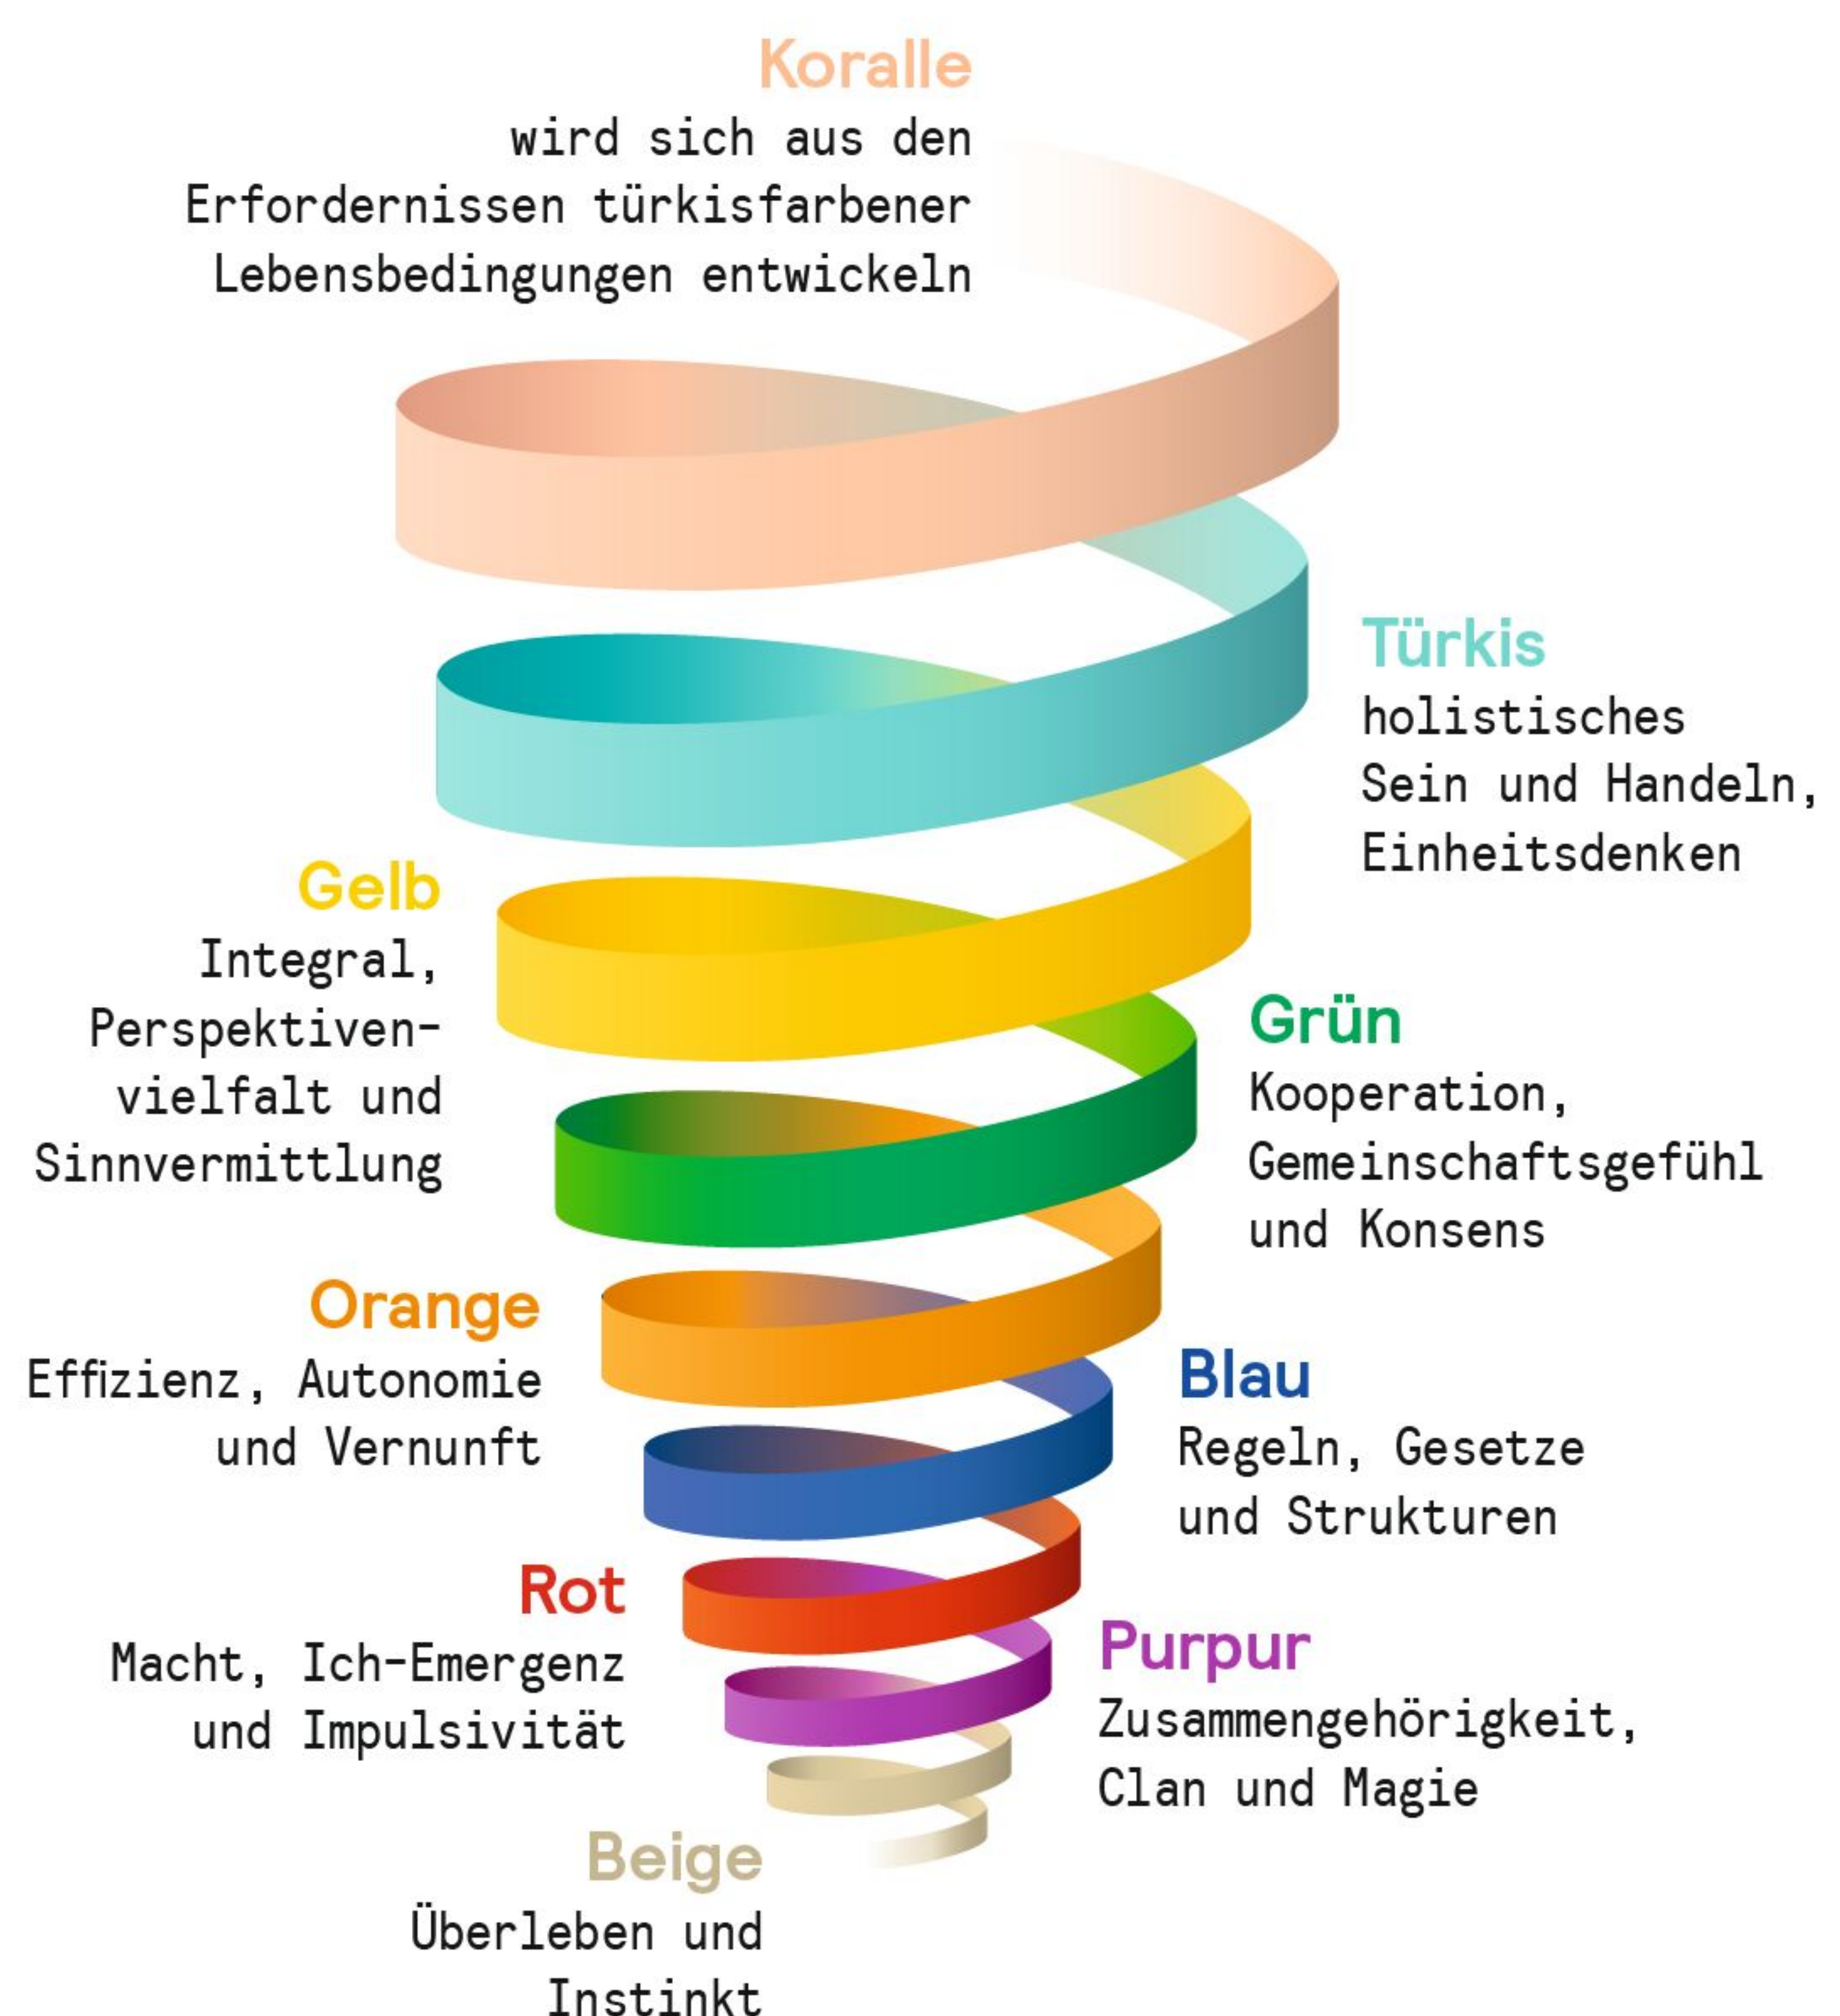 Koralle
wird sich aus den
Erfordernissen türkisfarbener
Lebensbedingungen entwickeln
Türkis
holistisches
Sein und Handeln,
Einheitsdenken
Gelb
Integral,
Perspektiven-
vielfalt und
Sinnvermittlung
Grün
Kooperation,
Gemeinschaftsgefühl
und Konsens
Orange
Effizienz, Autonomie
und Vernunft
Blau
Regeln, Gesetze
und Strukturen
Rot
Macht, Ich-Emergenz
und Impulsivität
Purpur
Zusammengehörigkeit,
Clan und Magie
Beige
Überleben und
Instinkt